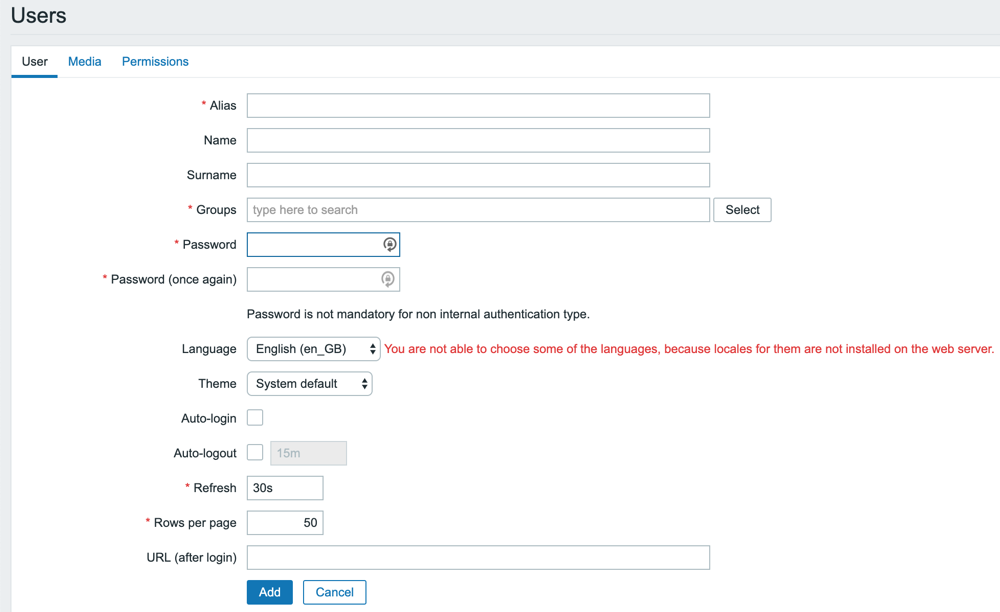 Users
User Media Permissions
* Alias
Name
Surname
* Groups type here to search Select
* Password
* Password (once again)
Password is not mandatory for non internal authentication type.
Language English (en_GB) You are not able to choose some of the languages, because locales for them are not installed on the web server.
Theme System default
Auto-login
Auto-logout 15m
* Refresh 30s
* Rows per page 50
URL (after login)
Add Cancel